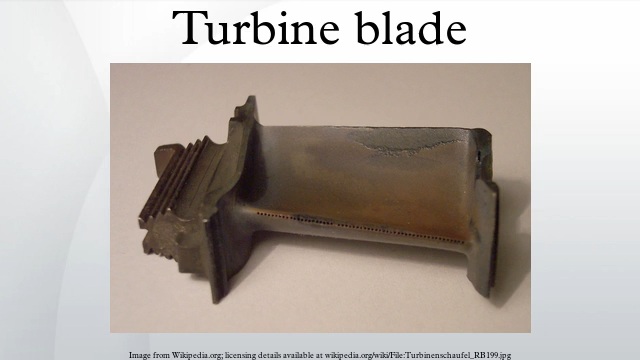 Turbine blade
Image from Wikipedia.org; licensing details available at wikipedia.org/wiki/File:Turbinenschaufel_RB199.jpg